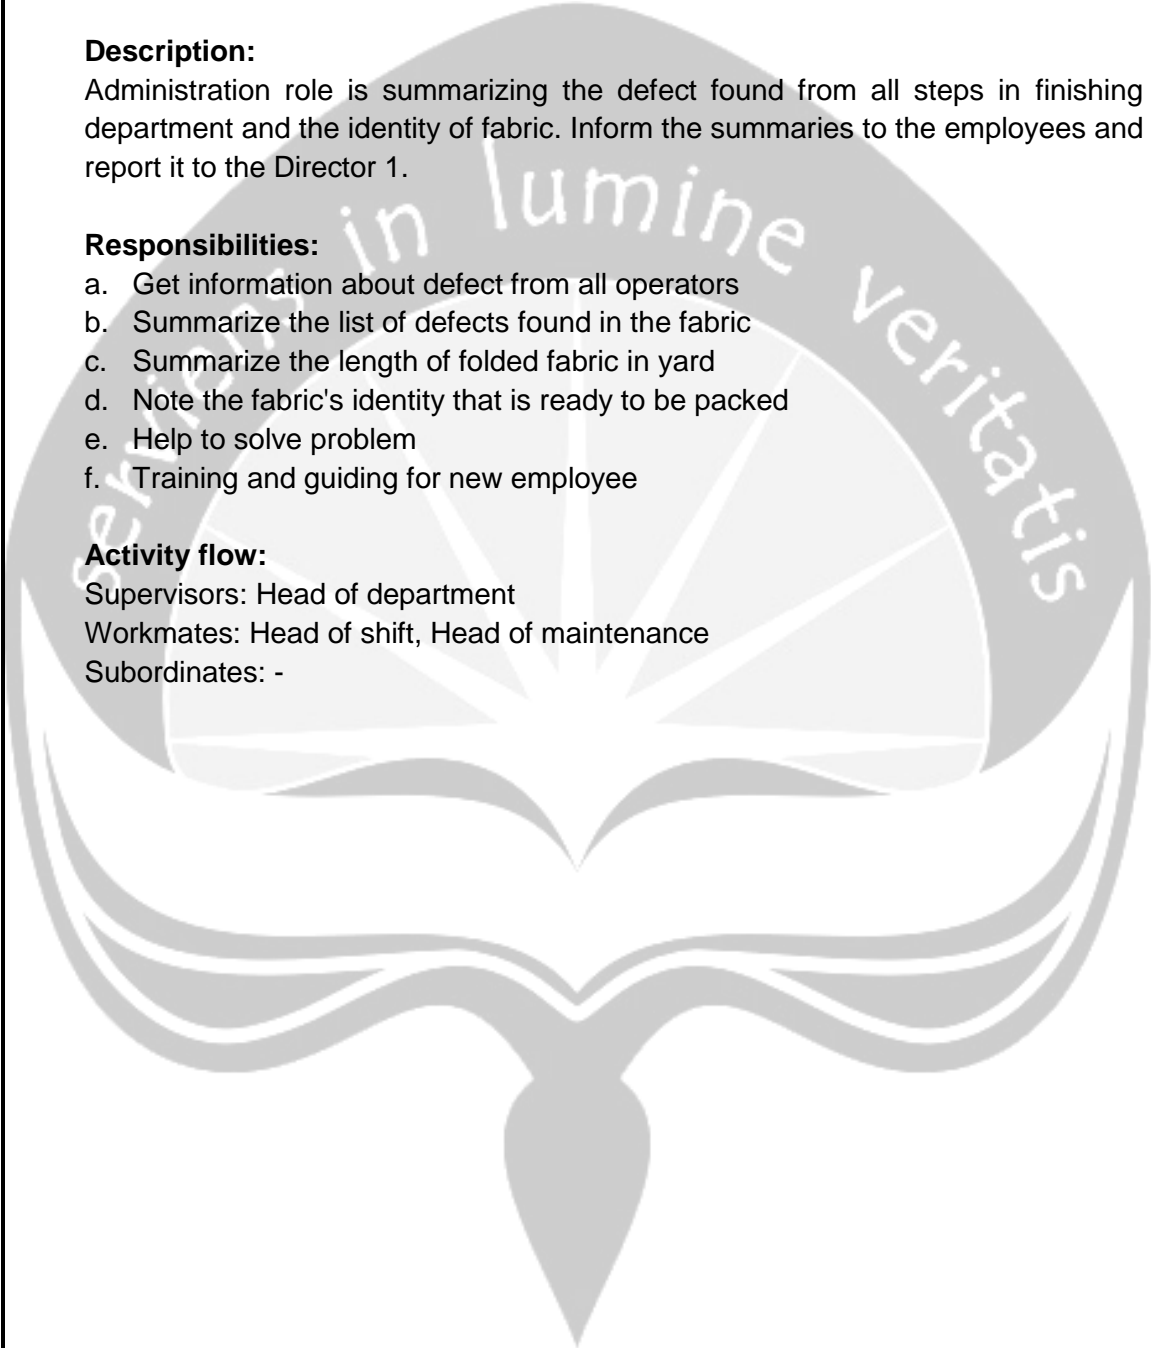 Description:
Administration role is summarizing the defect found from all steps in finishing
department and the identity of fabric. Inform the summaries to the employees and
report it to the Director 1.
Responsibilities:
a. Get information about defect from all operators
b. Summarize the list of defects found in the fabric
c. Summarize the length of folded fabric in yard
d. Note the fabric's identity that is ready to be packed
e. Help to solve problem
f. Training and guiding for new employee
Activity flow:
Supervisors: Head of department
Workmates: Head of shift, Head of maintenance
Subordinates: -
serviens in lumine veritatis